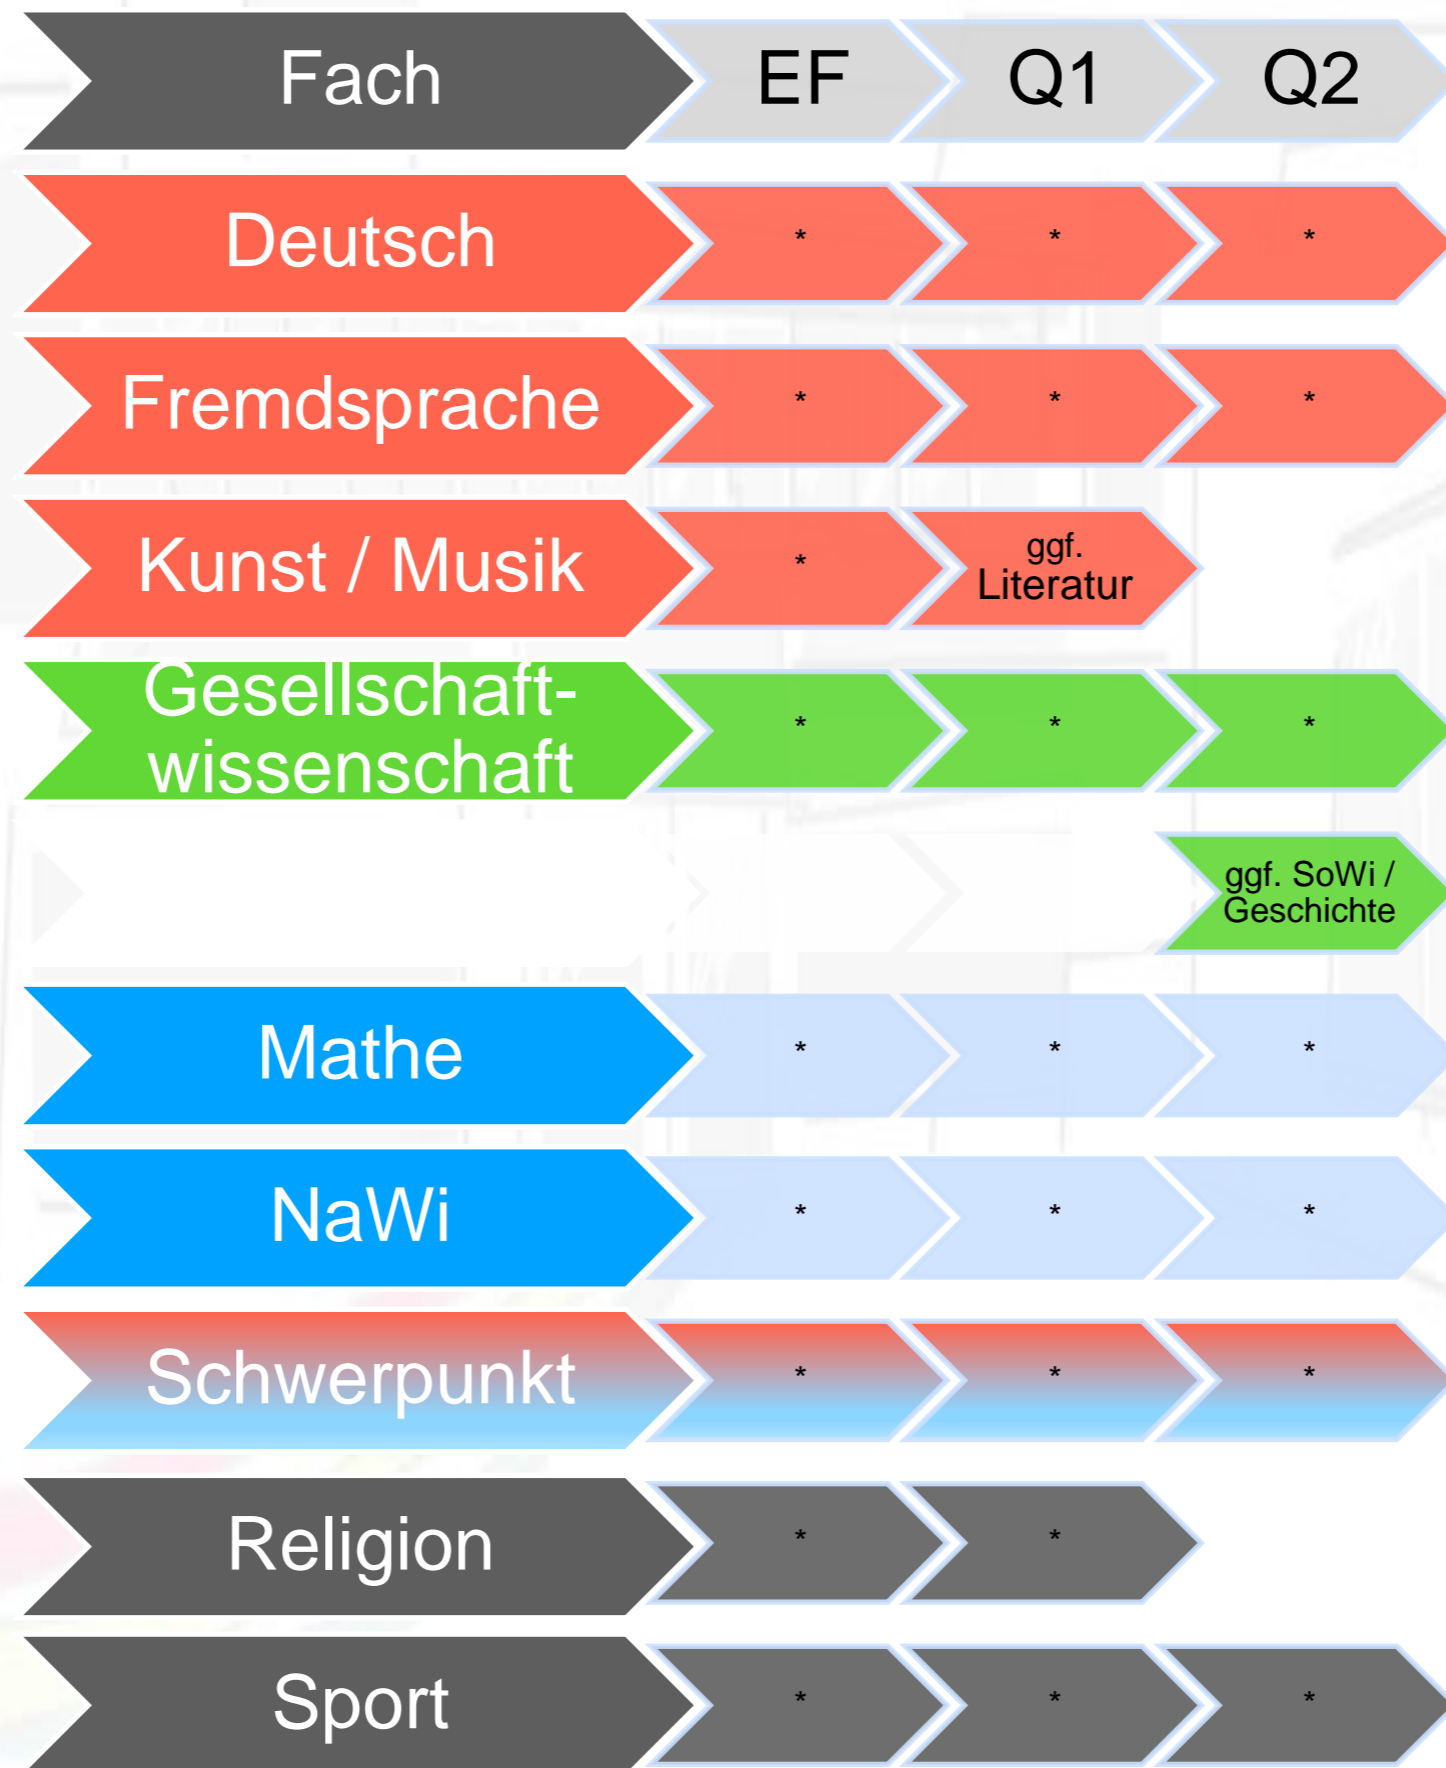 Fach EF Q1 Q2
Deutsch * * *
Fremdsprache * * *
Kunst / Musik * ggf.
Literatur
Gesellschaft-
wissenschaft * * *
ggf. SoWi /
Geschichte
Mathe * * *
NaWi * * *
Schwerpunkt * * *
Religion * *
Sport * * *